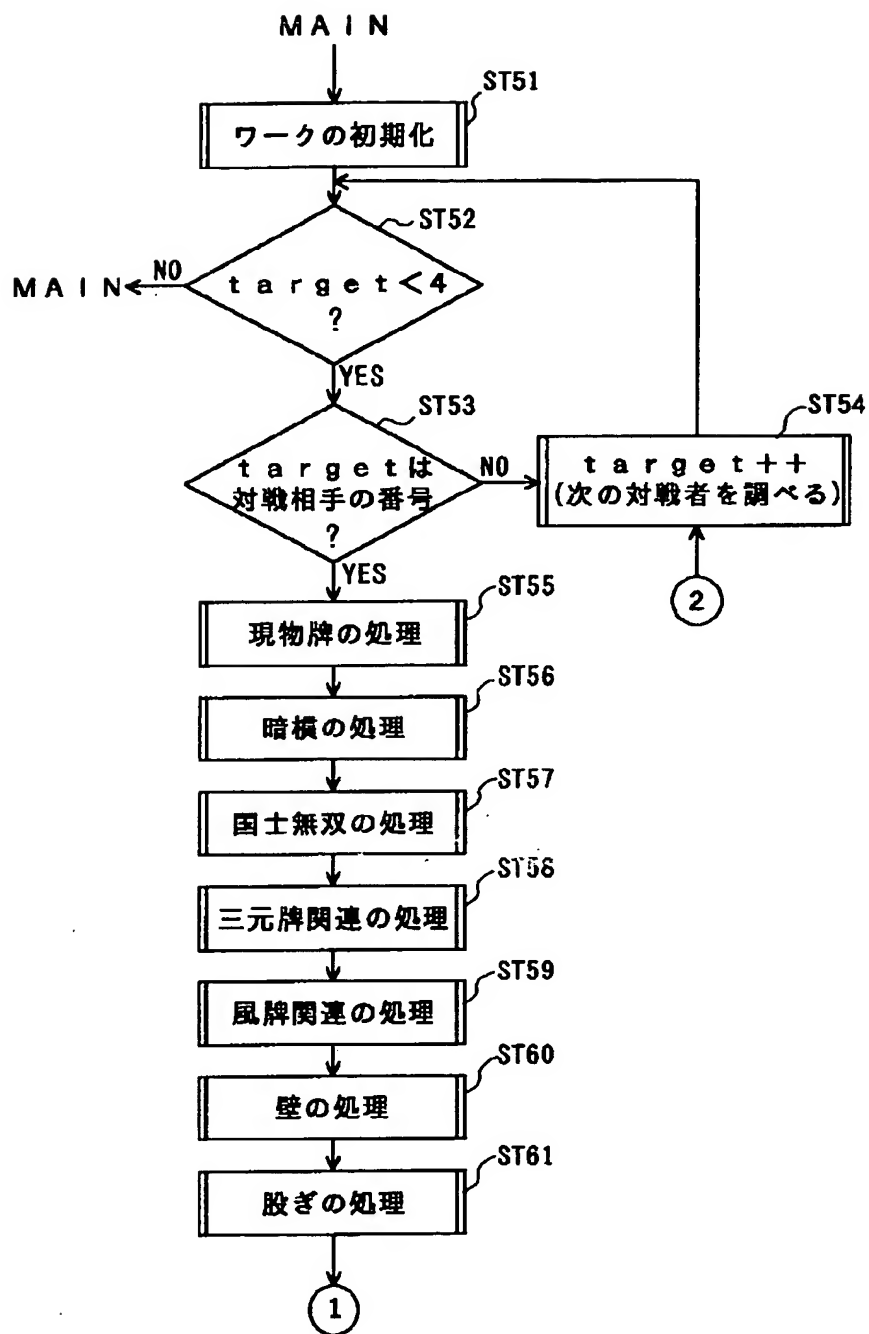 MAIN
ST51
ワークの初期化
ST52
target<4
?
NO
MAIN
YES
ST53
targetは
対戦相手の番号
?
NO
ST54
target++
(次の対戦者を調べる)
2
YES
ST55
現物牌の処理
ST56
暗槓の処理
ST57
国士無双の処理
ST58
三元牌関連の処理
ST59
風牌関連の処理
ST60
壁の処理
ST61
股ぎの処理
1